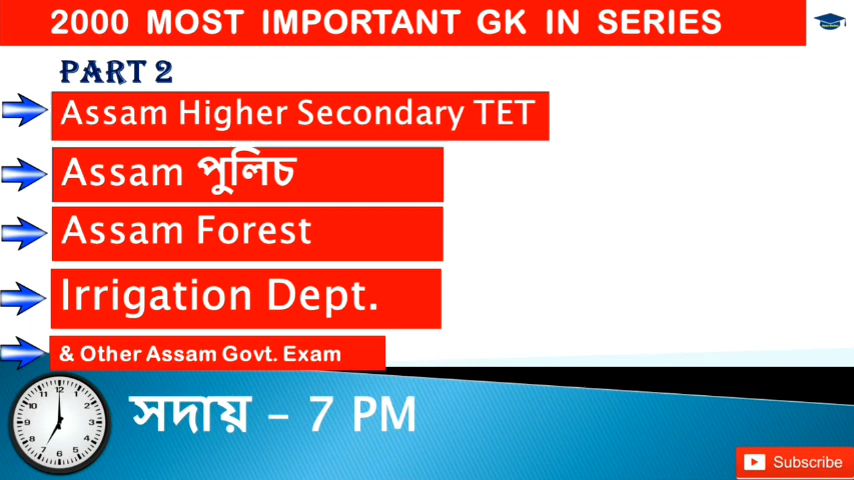 2000 MOST IMPORTANT GK IN SERIES
PART 2
Assam Higher Secondary TET
Assam পুলিচ
Assam Forest
Irrigation Dept.
& Other Assam Govt. Exam
সদায় – 7 PM
Subscribe